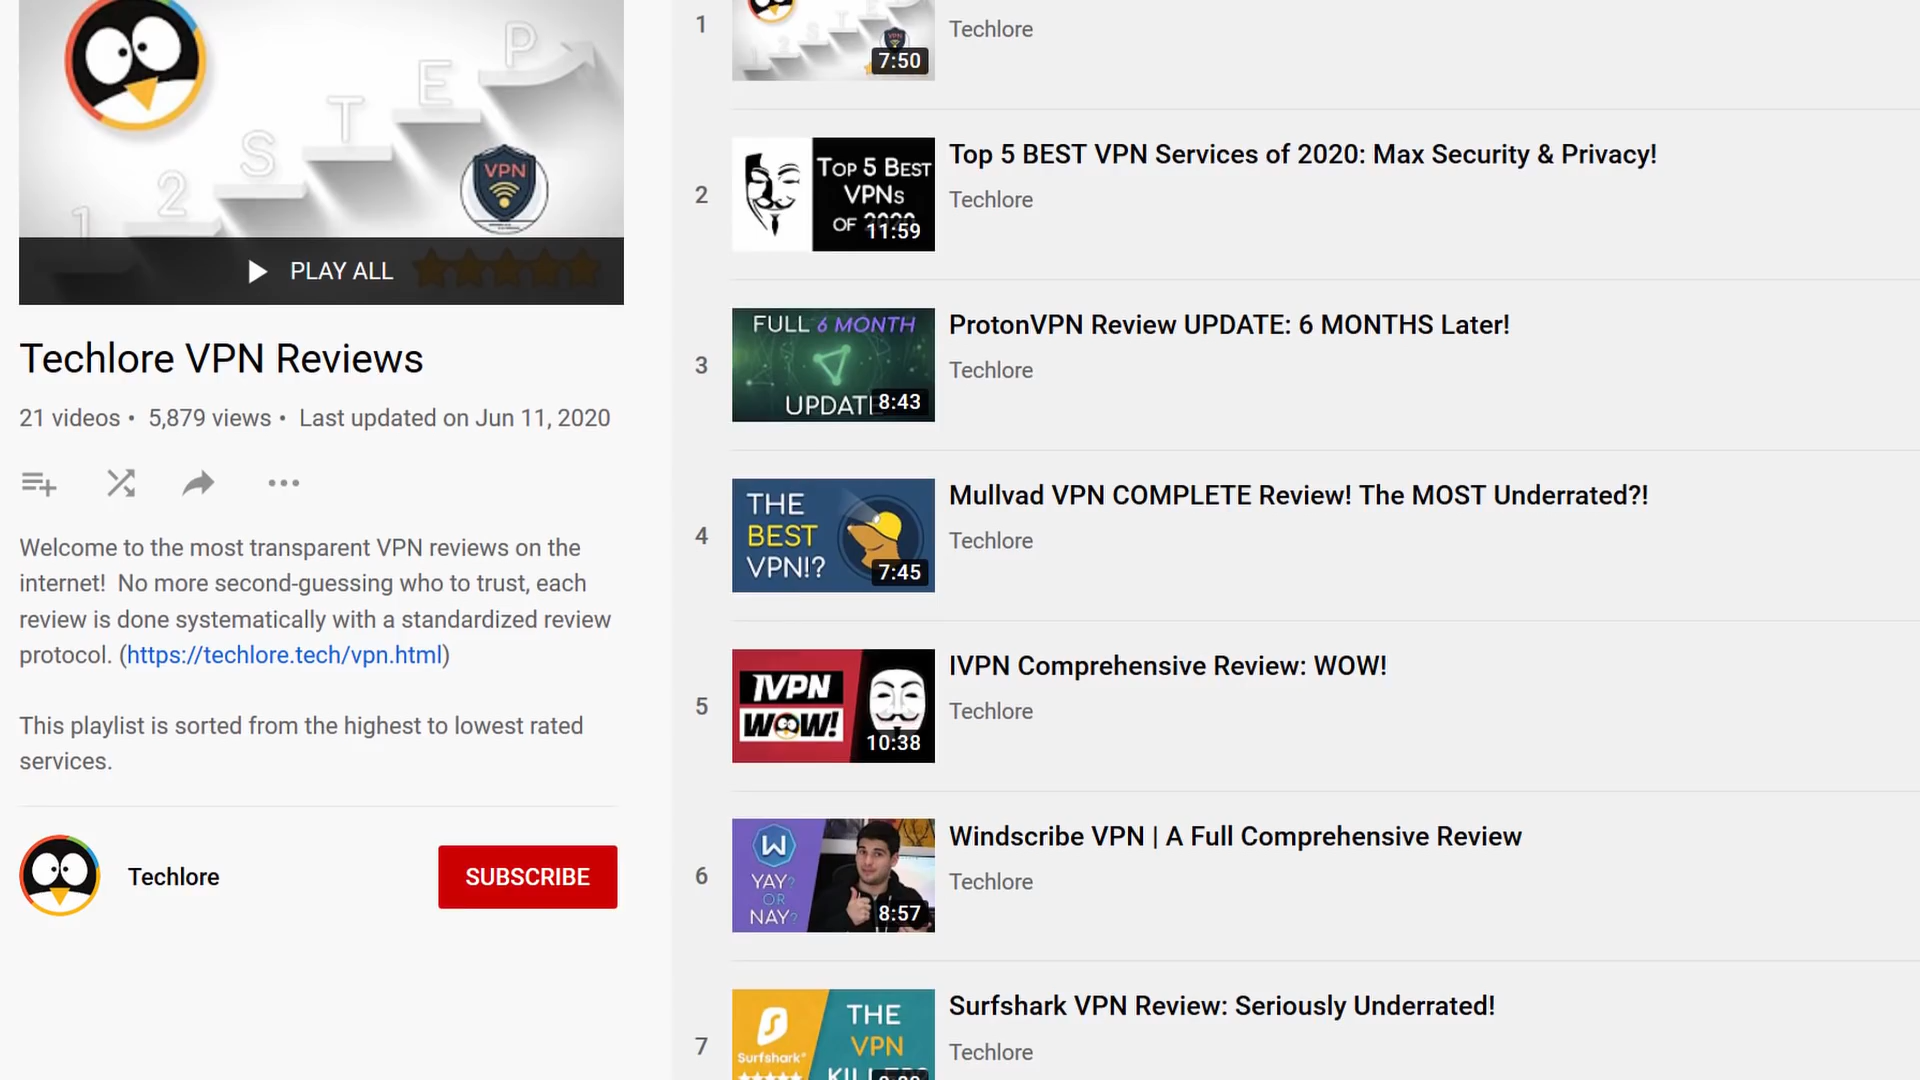 1 2 S T E P
VPN
PLAY ALL
Techlore VPN Reviews
21 videos • 5,879 views • Last updated on Jun 11, 2020
Welcome to the most transparent VPN reviews on the
internet!  No more second-guessing who to trust, each
review is done systematically with a standardized review
protocol. (https://techlore.tech/vpn.html)
This playlist is sorted from the highest to lowest rated
services.
Techlore
SUBSCRIBE
1
7:50
Techlore
2
TOP 5 BEST
VPNS
OF 2020
11:59
Top 5 BEST VPN Services of 2020: Max Security & Privacy!
Techlore
3
FULL 6 MONTH
UPDATE
8:43
ProtonVPN Review UPDATE: 6 MONTHS Later!
Techlore
4
THE
BEST
VPN!?
7:45
Mullvad VPN COMPLETE Review! The MOST Underrated?!
Techlore
5
IVPN
WOW!
10:38
IVPN Comprehensive Review: WOW!
Techlore
6
W
YAY?
OR
NAY?
8:57
Windscribe VPN | A Full Comprehensive Review
Techlore
7
Surfshark
THE
VPN
Surfshark VPN Review: Seriously Underrated!
Techlore